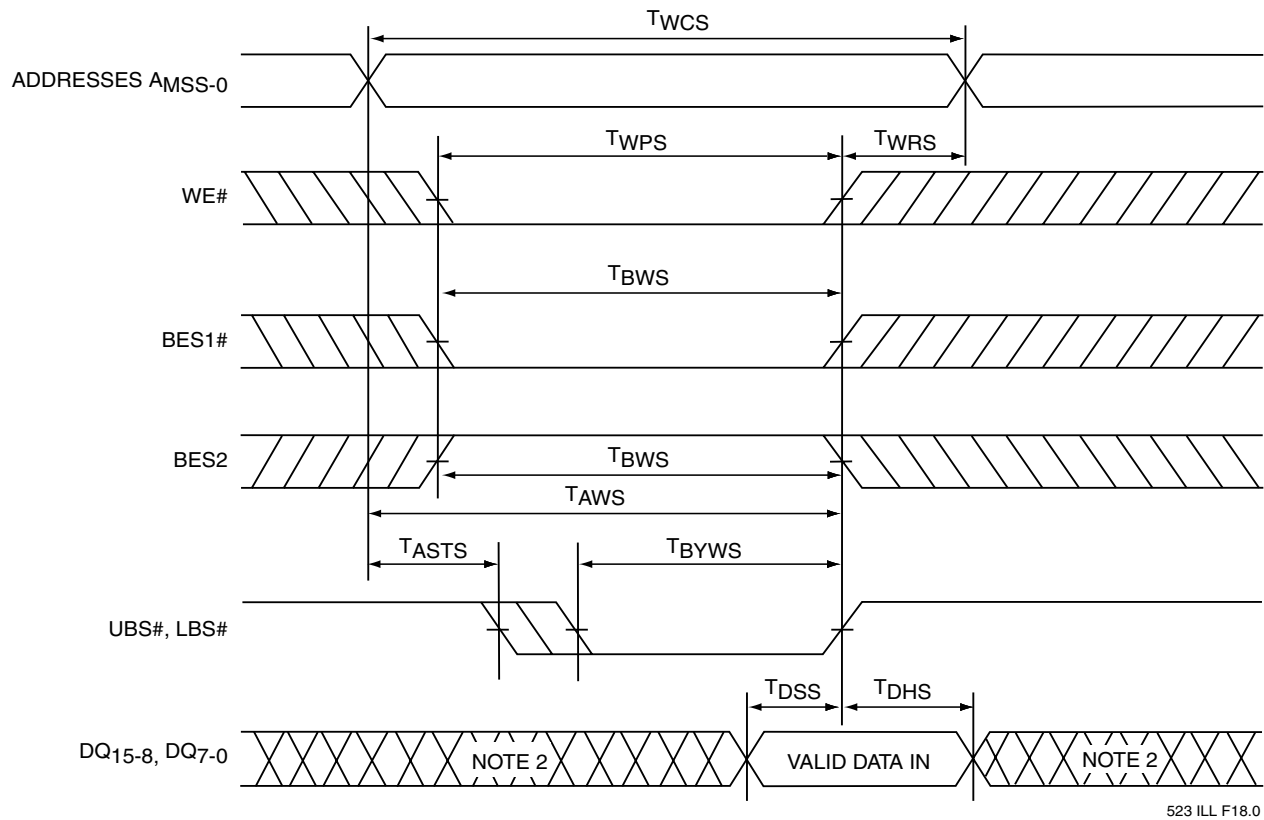 TWCS
ADDRESSES AMSS-0
TWPS
TWRS
WE#
TBWS
BES1#
BES2
TBWS
TAWS
TASTS
TBYWS
UBS#, LBS#
TDSS
TDHS
DQ15-8, DQ7-0
NOTE 2
VALID DATA IN
NOTE 2
523 ILL F18.0